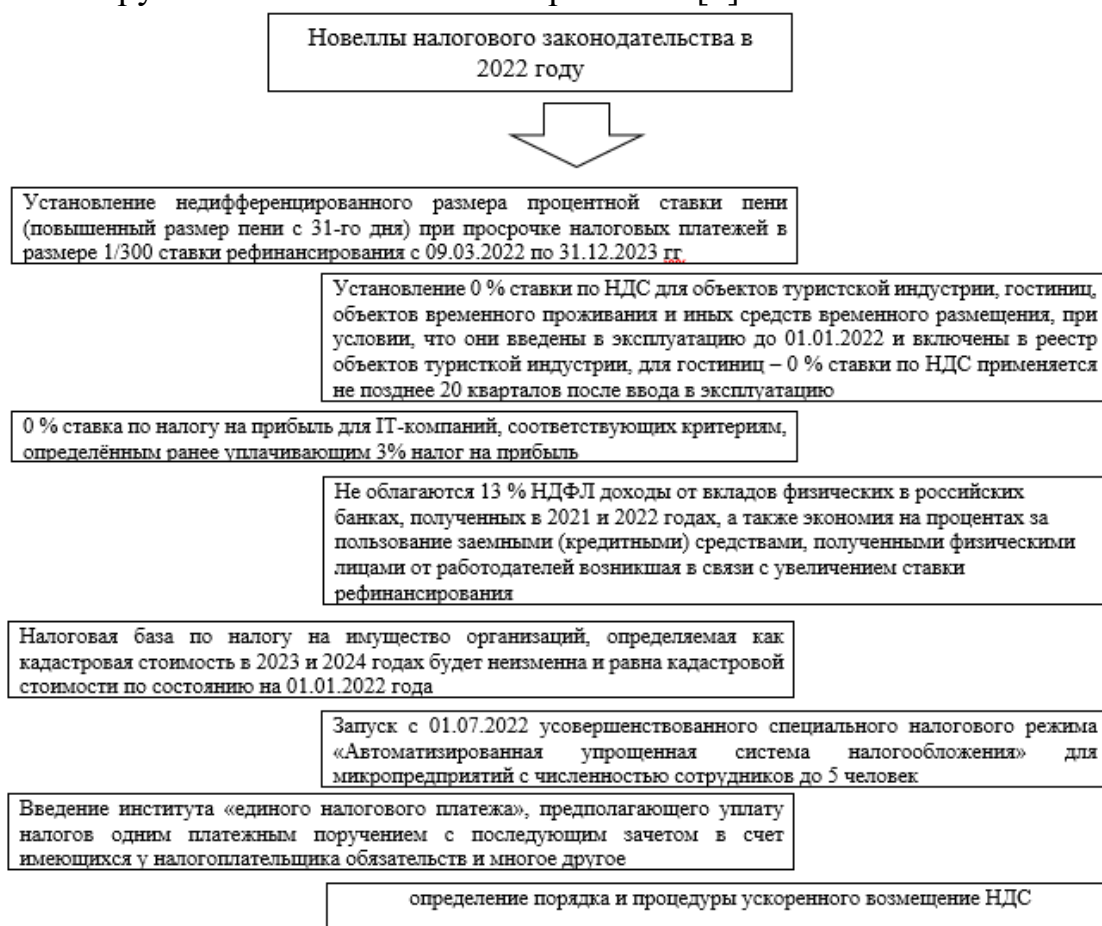 Новеллы налогового законодательства в
2022 году
Установление недифференцированного размера процентной ставки пени
(повышенный размер пени с 31-го дня) при просрочке налоговых платежей в
размере 1/300 ставки рефинансирования с 09.03.2022 по 31.12.2023 гг.
Установление 0 % ставки по НДС для объектов туристской индустрии, гостиниц,
объектов временного проживания и иных средств временного размещения, при
условии, что они введены в эксплуатацию до 01.01.2022 и включены в реестр
объектов туристкой индустрии, для гостиниц – 0 % ставки по НДС применяется
не позднее 20 кварталов после ввода в эксплуатацию
0 % ставка по налогу на прибыль для IT-компаний, соответствующих критериям,
определённым ранее уплачивающим 3% налог на прибыль
Не облагаются 13 % НДФЛ доходы от вкладов физических в российских
банках, полученных в 2021 и 2022 годах, а также экономия на процентах за
пользование заемными (кредитными) средствами, полученными физическими
лицами от работодателей возникшая в связи с увеличением ставки
рефинансирования
Налоговая база по налогу на имущество организаций, определяемая как
кадастровая стоимость в 2023 и 2024 годах будет неизменна и равна кадастровой
стоимости по состоянию на 01.01.2022 года
Запуск с 01.07.2022 усовершенствованного специального налогового режима
«Автоматизированная упрощенная система налогообложения» для
микропредприятий с численностью сотрудников до 5 человек
Введение института «единого налогового платежа», предполагающего уплату
налогов одним платежным поручением с последующим зачетом в счет
имеющихся у налогоплательщика обязательств и многое другое
определение порядка и процедуры ускоренного возмещение НДС